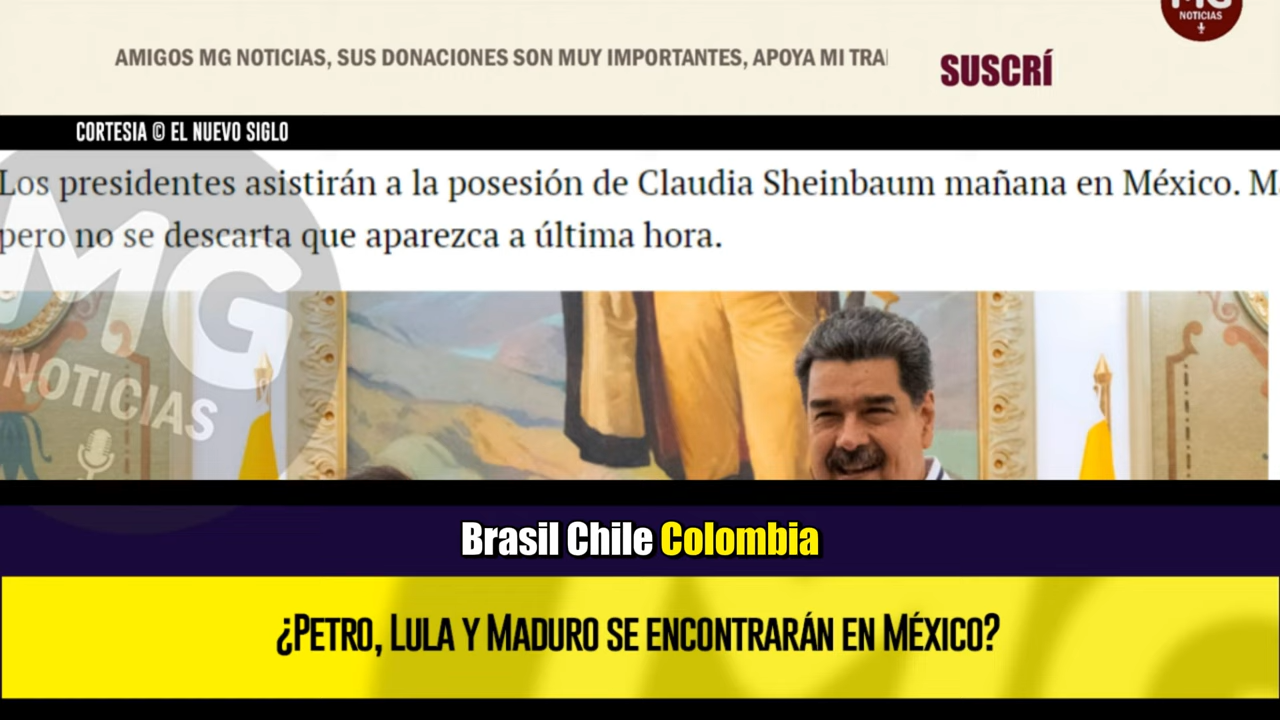 NOTICIAS
AMIGOS MG NOTICIAS, SUS DONACIONES SON MUY IMPORTANTES, APOYA MI TRA
SUSCRÍ
CORTESIA © EL NUEVO SIGLO
Los presidentes asistirán a la posesión de Claudia Sheinbaum mañana en México. M
pero no se descarta que aparezca a última hora.
MG
NOTICIAS
Brasil Chile Colombia
¿PETRO, LULA Y MADURO SE ENCONTRARÁN EN MÉXICO?